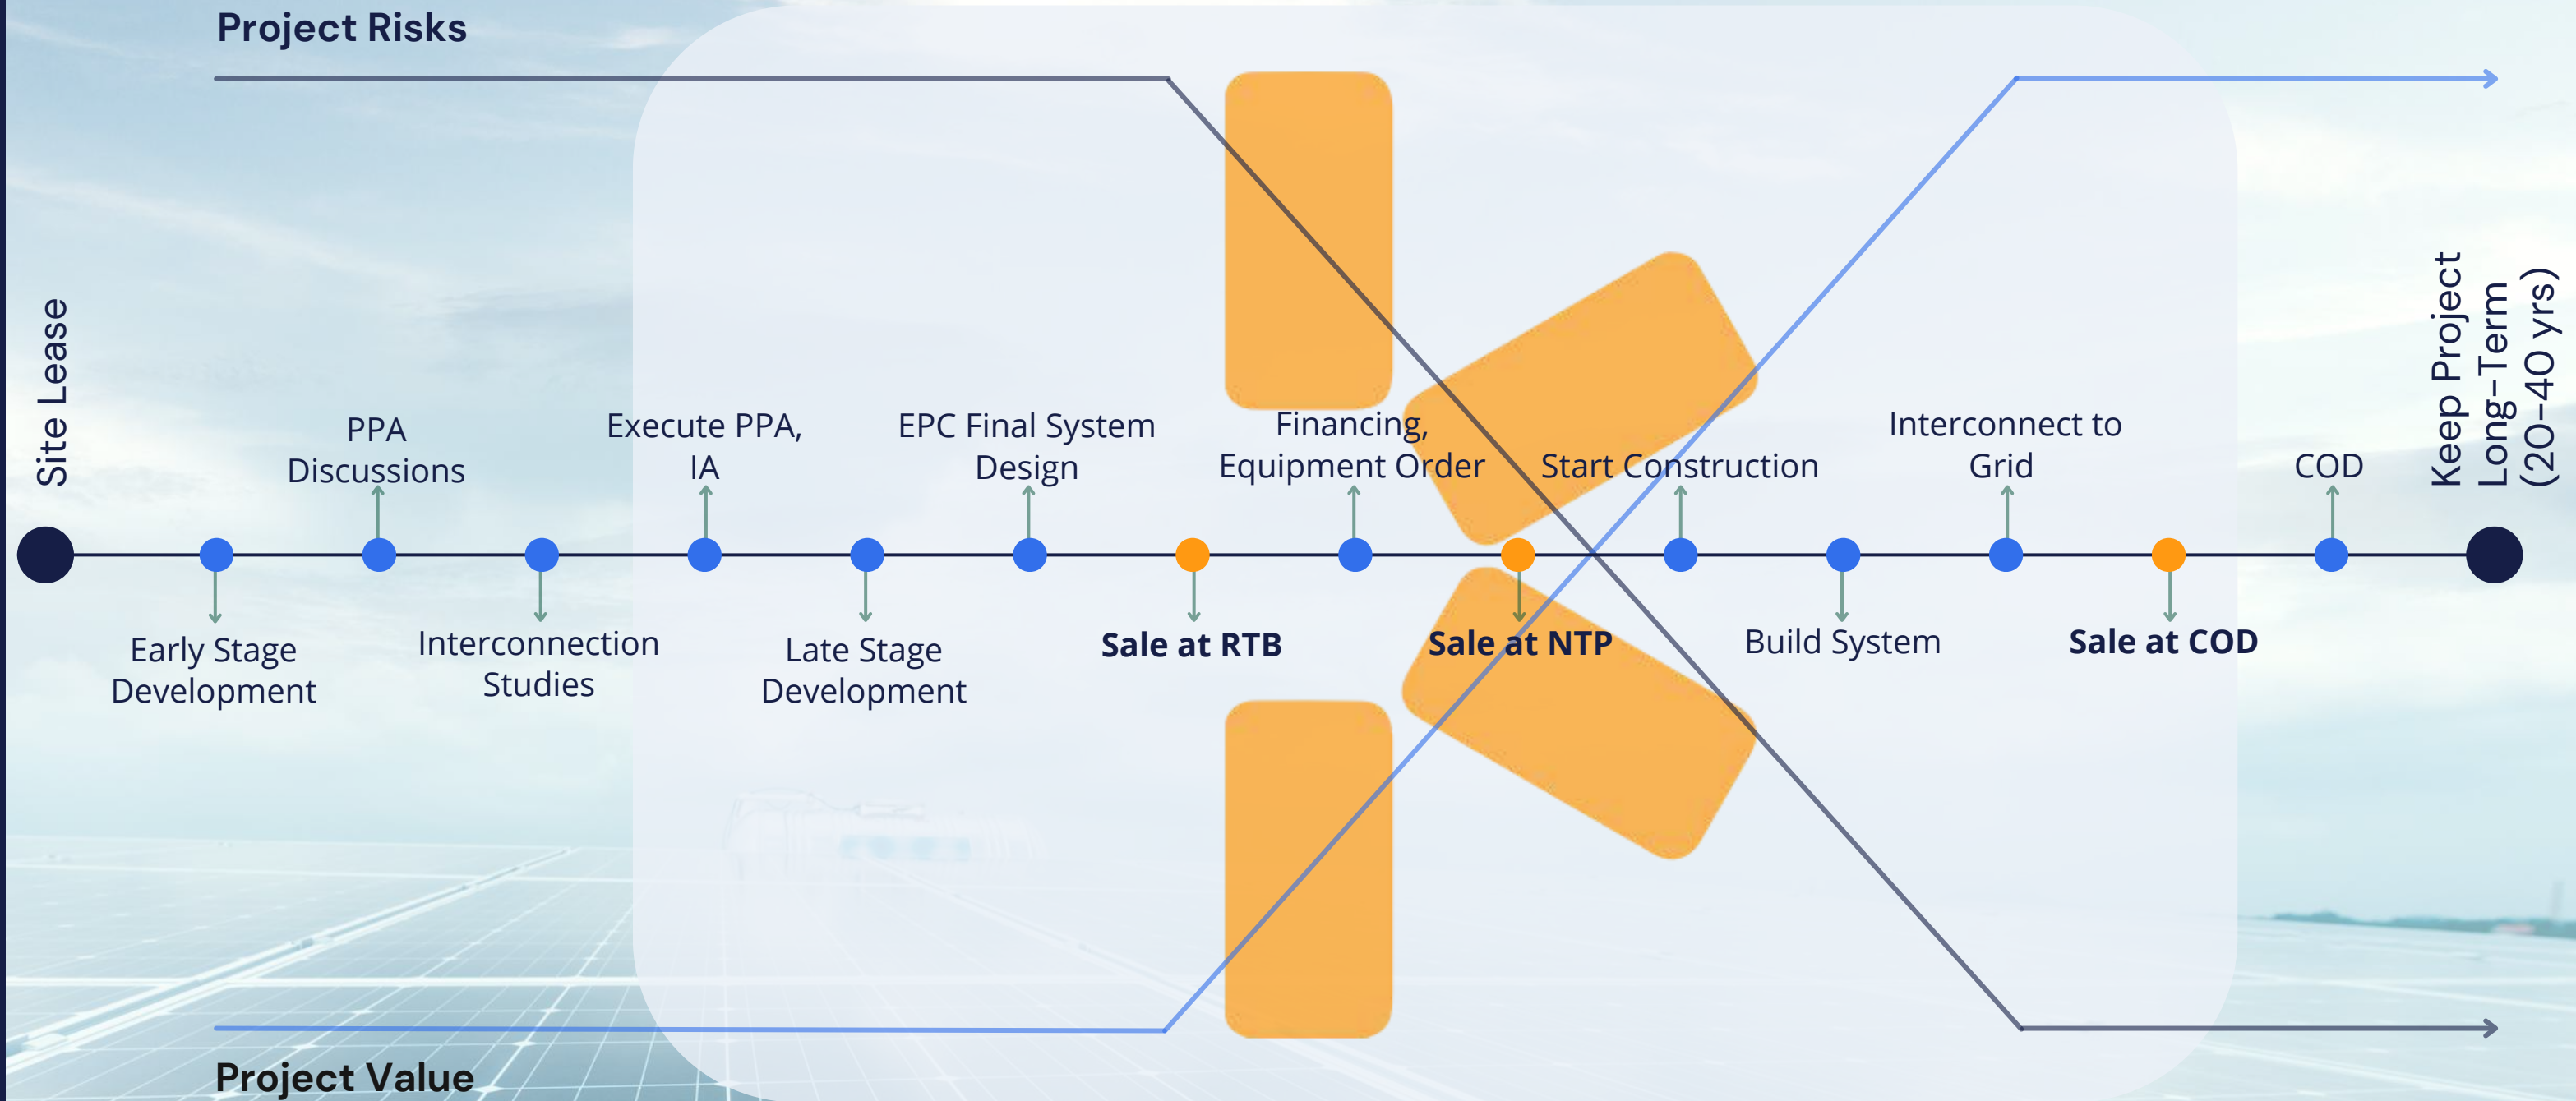 Project Risks
Site Lease
PPA
Discussions
Execute PPA,
IA
EPC Final System
Design
Financing,
Equipment Order
Start Construction
Interconnect to
Grid
COD
Keep Project
Long-Term
(20-40 yrs)
Early Stage
Development
Interconnection
Studies
Late Stage
Development
Sale at RTB
Sale at NTP
Build System
Sale at COD
Project Value